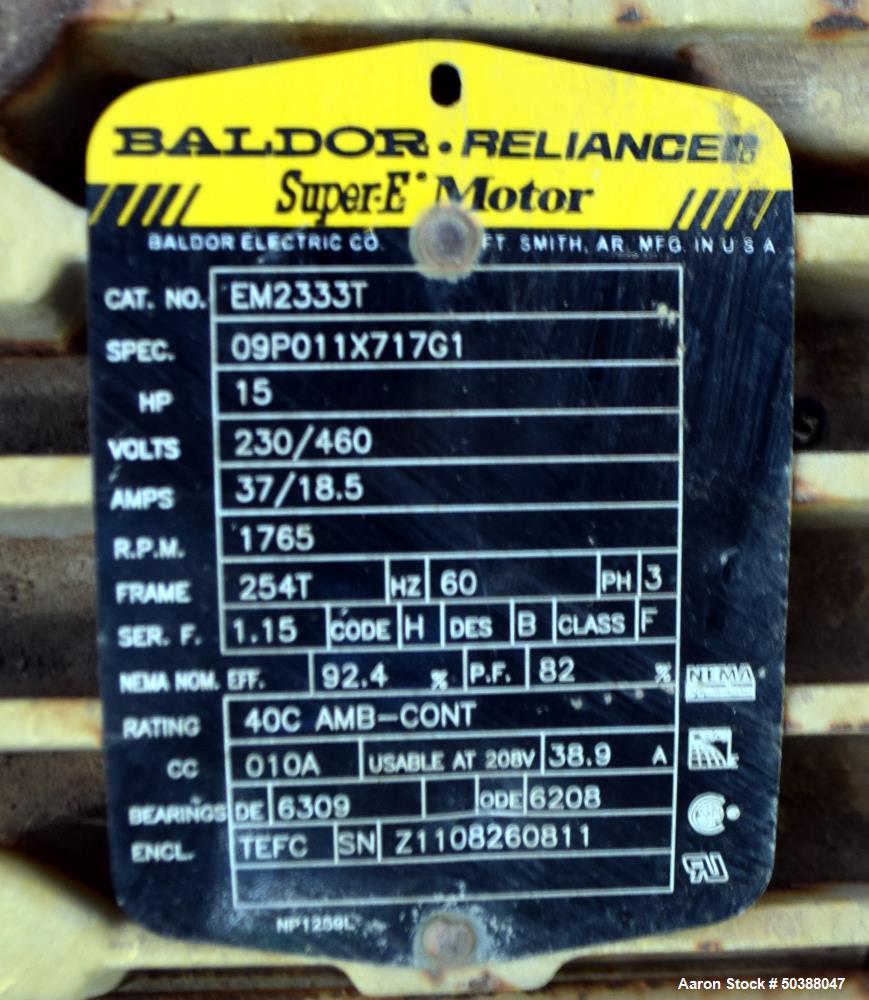 BALDOR · RELIANCER
Super-E Motor
BALDOR ELECTRIC CO. FT. SMITH, AR. MFG. IN U S A
CAT. NO. EM2333T
SPEC. 09P011X717G1
HP 15
VOLTS 230/460
AMPS 37/18.5
R.P.M. 1765
FRAME 254T HZ 60 PH 3
SER. F. 1.15 CODE H DES B CLASS F
NEMA NOM. EFF. 92.4 % P.F. 82 %
NEMA
RATING 40C AMB-CONT
CC 010A USABLE AT 208V 38.9 A
BEARINGS DE 6309 ODE 6208
ENCL. TEFC SN Z1108260811
NP1259L
Aaron Stock # 50388047